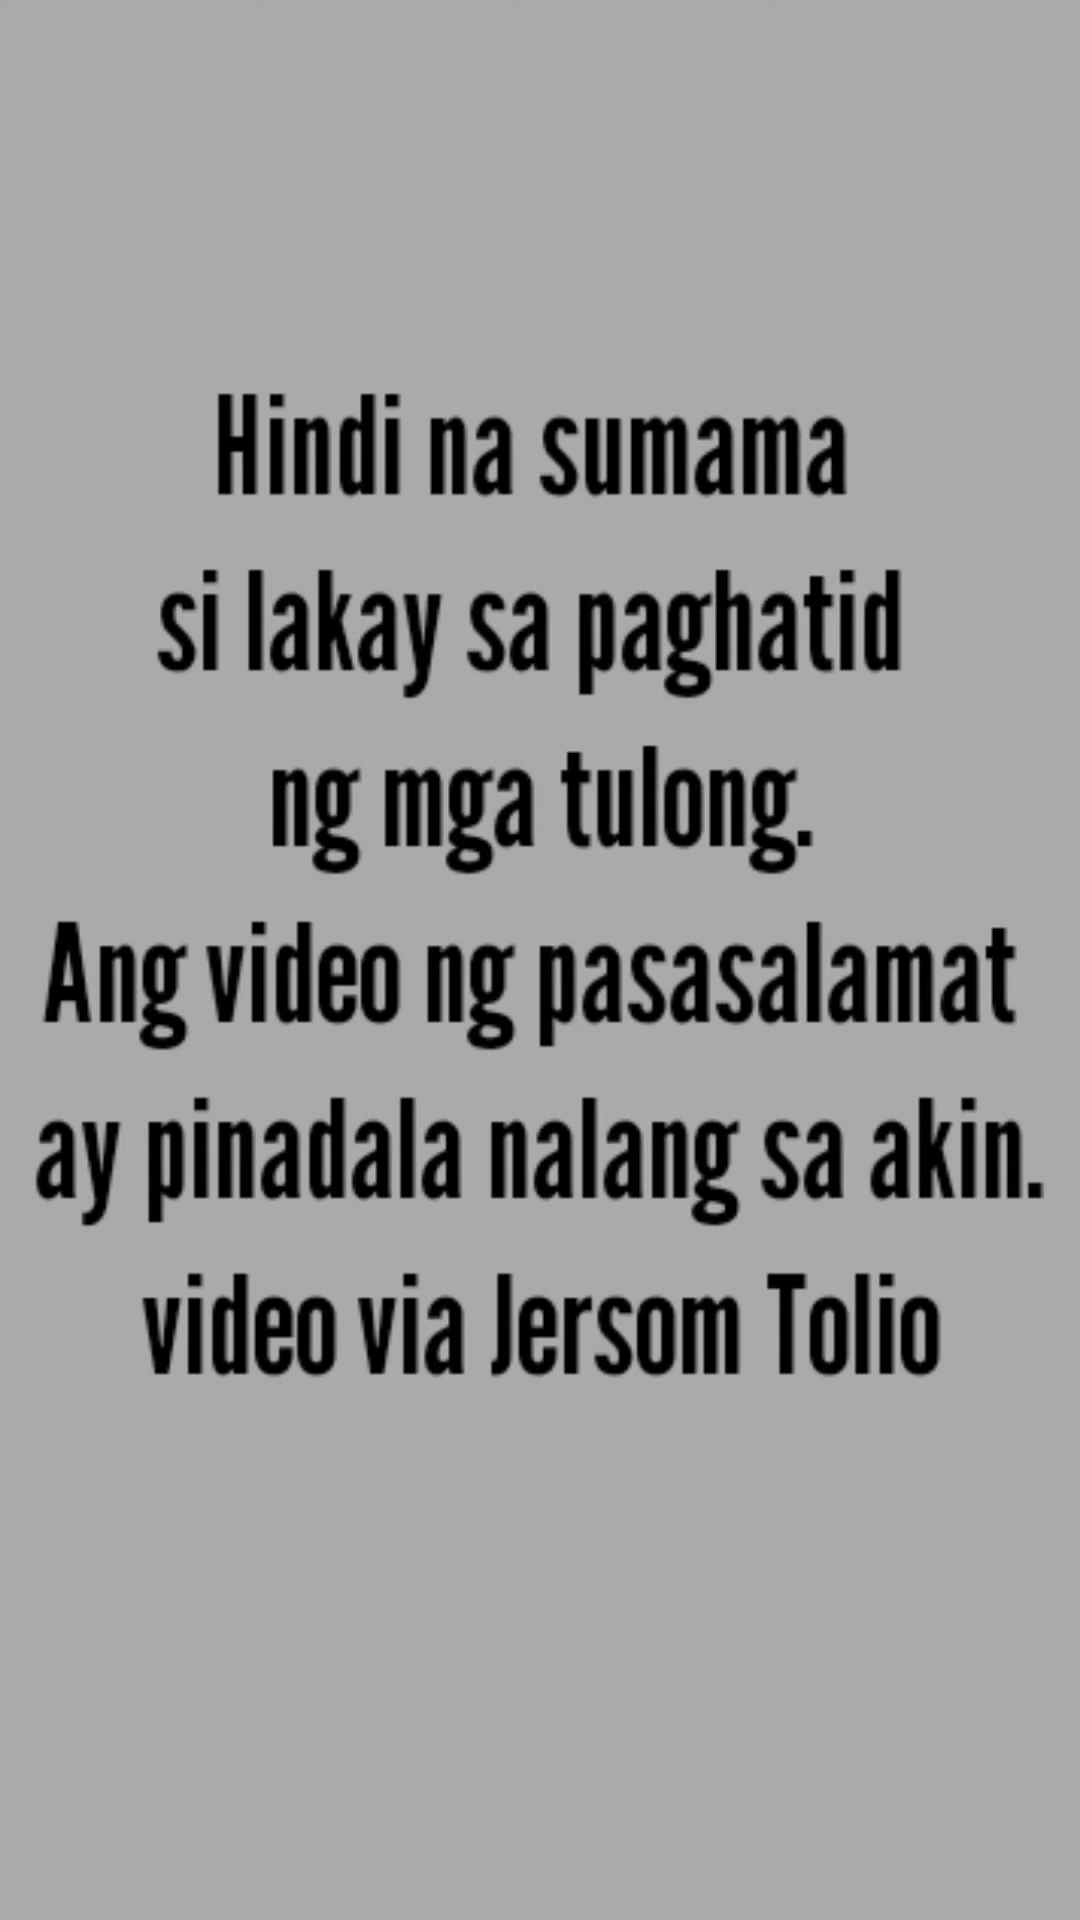 Hindi na sumama
si lakay sa paghatid
ng mga tulong.
Ang video ng pasasalamat
ay pinadala nalang sa akin.
video via Jersom Tolio